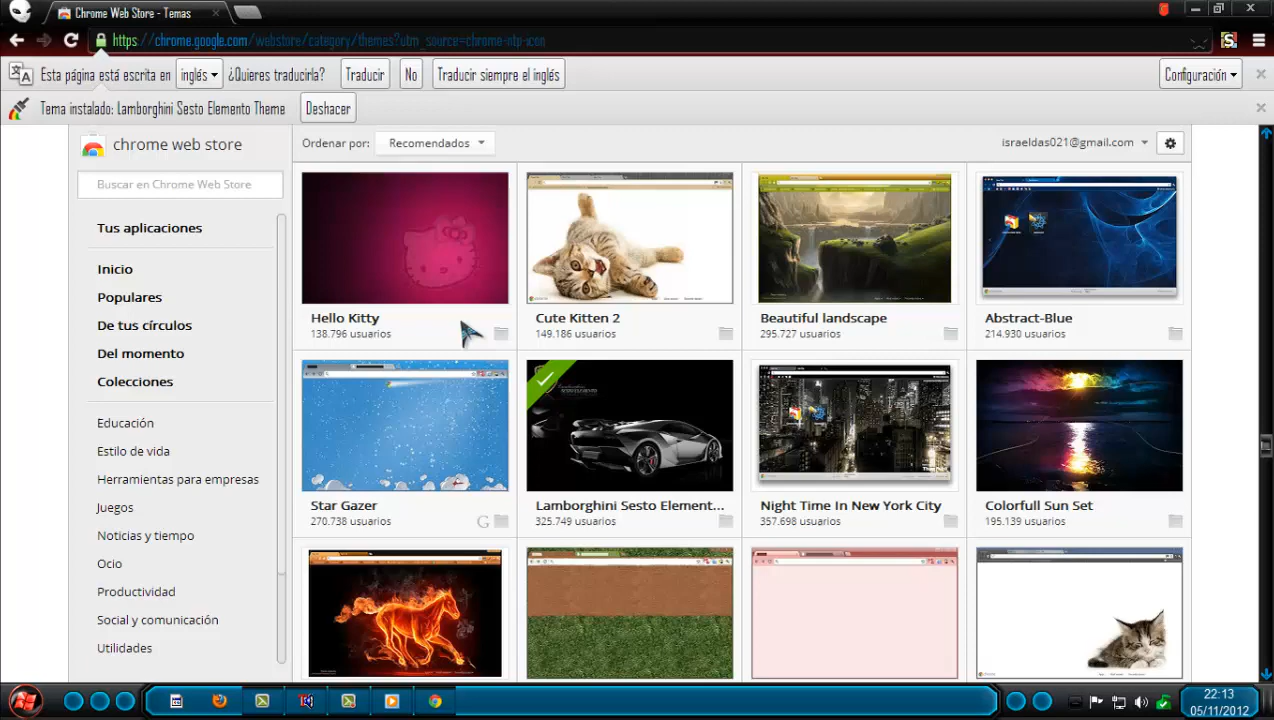 Chrome Web Store - Temas
https://chrome.google.com/webstore/category/themes?utm_source=chrome-ntp-icon
Esta página está escrita en inglés ¿Quieres traducirla? Traducir No Traducir siempre el inglés Configuración
Tema instalado: Lamborghini Sesto Elemento Theme Deshacer
chrome web store
Ordenar por: Recomendados
israeldas021@gmail.com
Buscar en Chrome Web Store
Tus aplicaciones
Inicio
Populares
De tus círculos
Del momento
Colecciones
Educación
Estilo de vida
Herramientas para empresas
Juegos
Noticias y tiempo
Ocio
Productividad
Social y comunicación
Utilidades
Hello Kitty
138.796 usuarios
Cute Kitten 2
149.186 usuarios
Beautiful landscape
295.727 usuarios
Abstract-Blue
214.930 usuarios
Star Gazer
270.738 usuarios
Lamborghini Sesto Element...
325.749 usuarios
Night Time In New York City
357.698 usuarios
Colorfull Sun Set
195.139 usuarios
22:13
05/11/2012